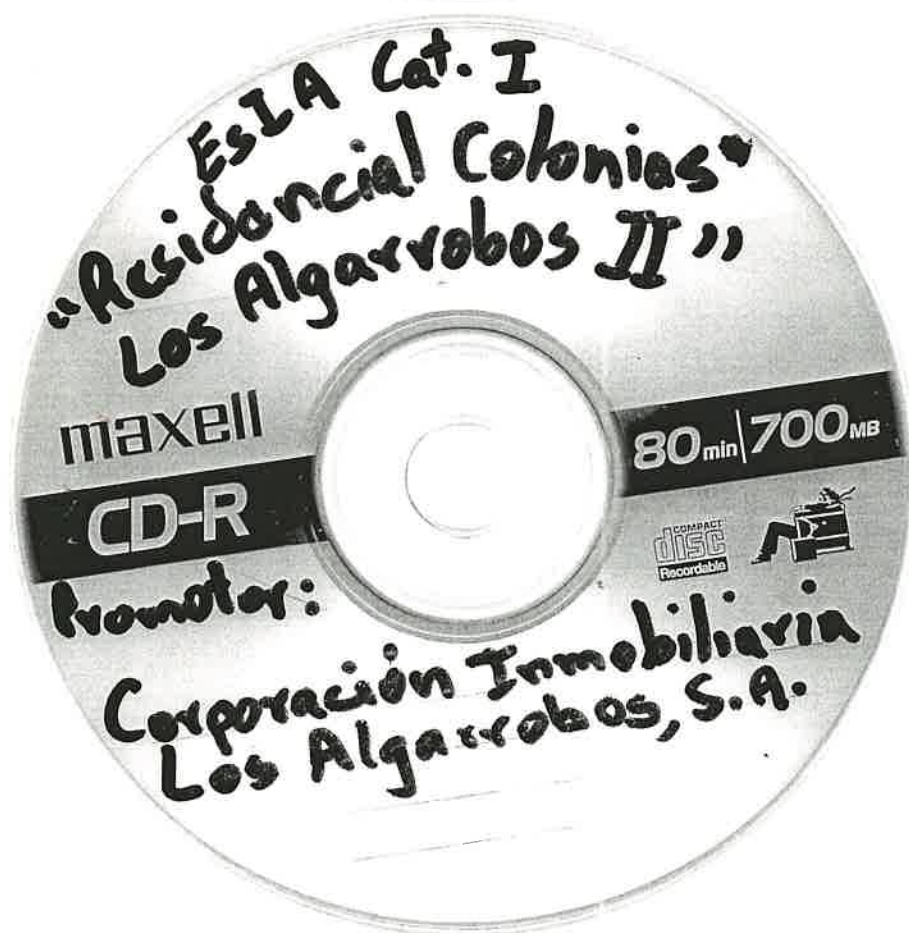 EsIA Cat. I
"Residencial Colonias"
Los Algarrobos II"
maxell
80min|700MB
CD-R
COMPACT
disc
Recordable
Promotor:
Corporación Inmobiliaria
Los Algarrobos, S.A.